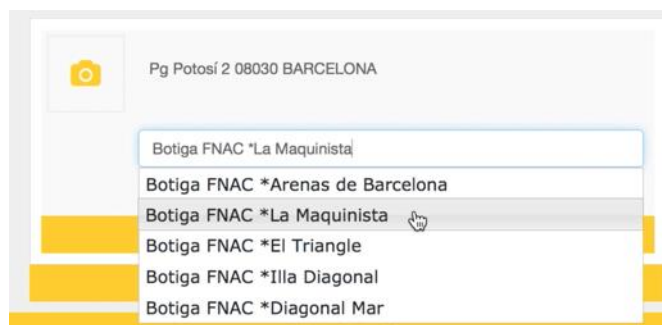 Pg Potosí 2 08030 BARCELONA
Botiga FNAC *La Maquinista
Botiga FNAC *Arenas de Barcelona
Botiga FNAC *La Maquinista
Botiga FNAC *El Triangle
Botiga FNAC *Illa Diagonal
Botiga FNAC *Diagonal Mar